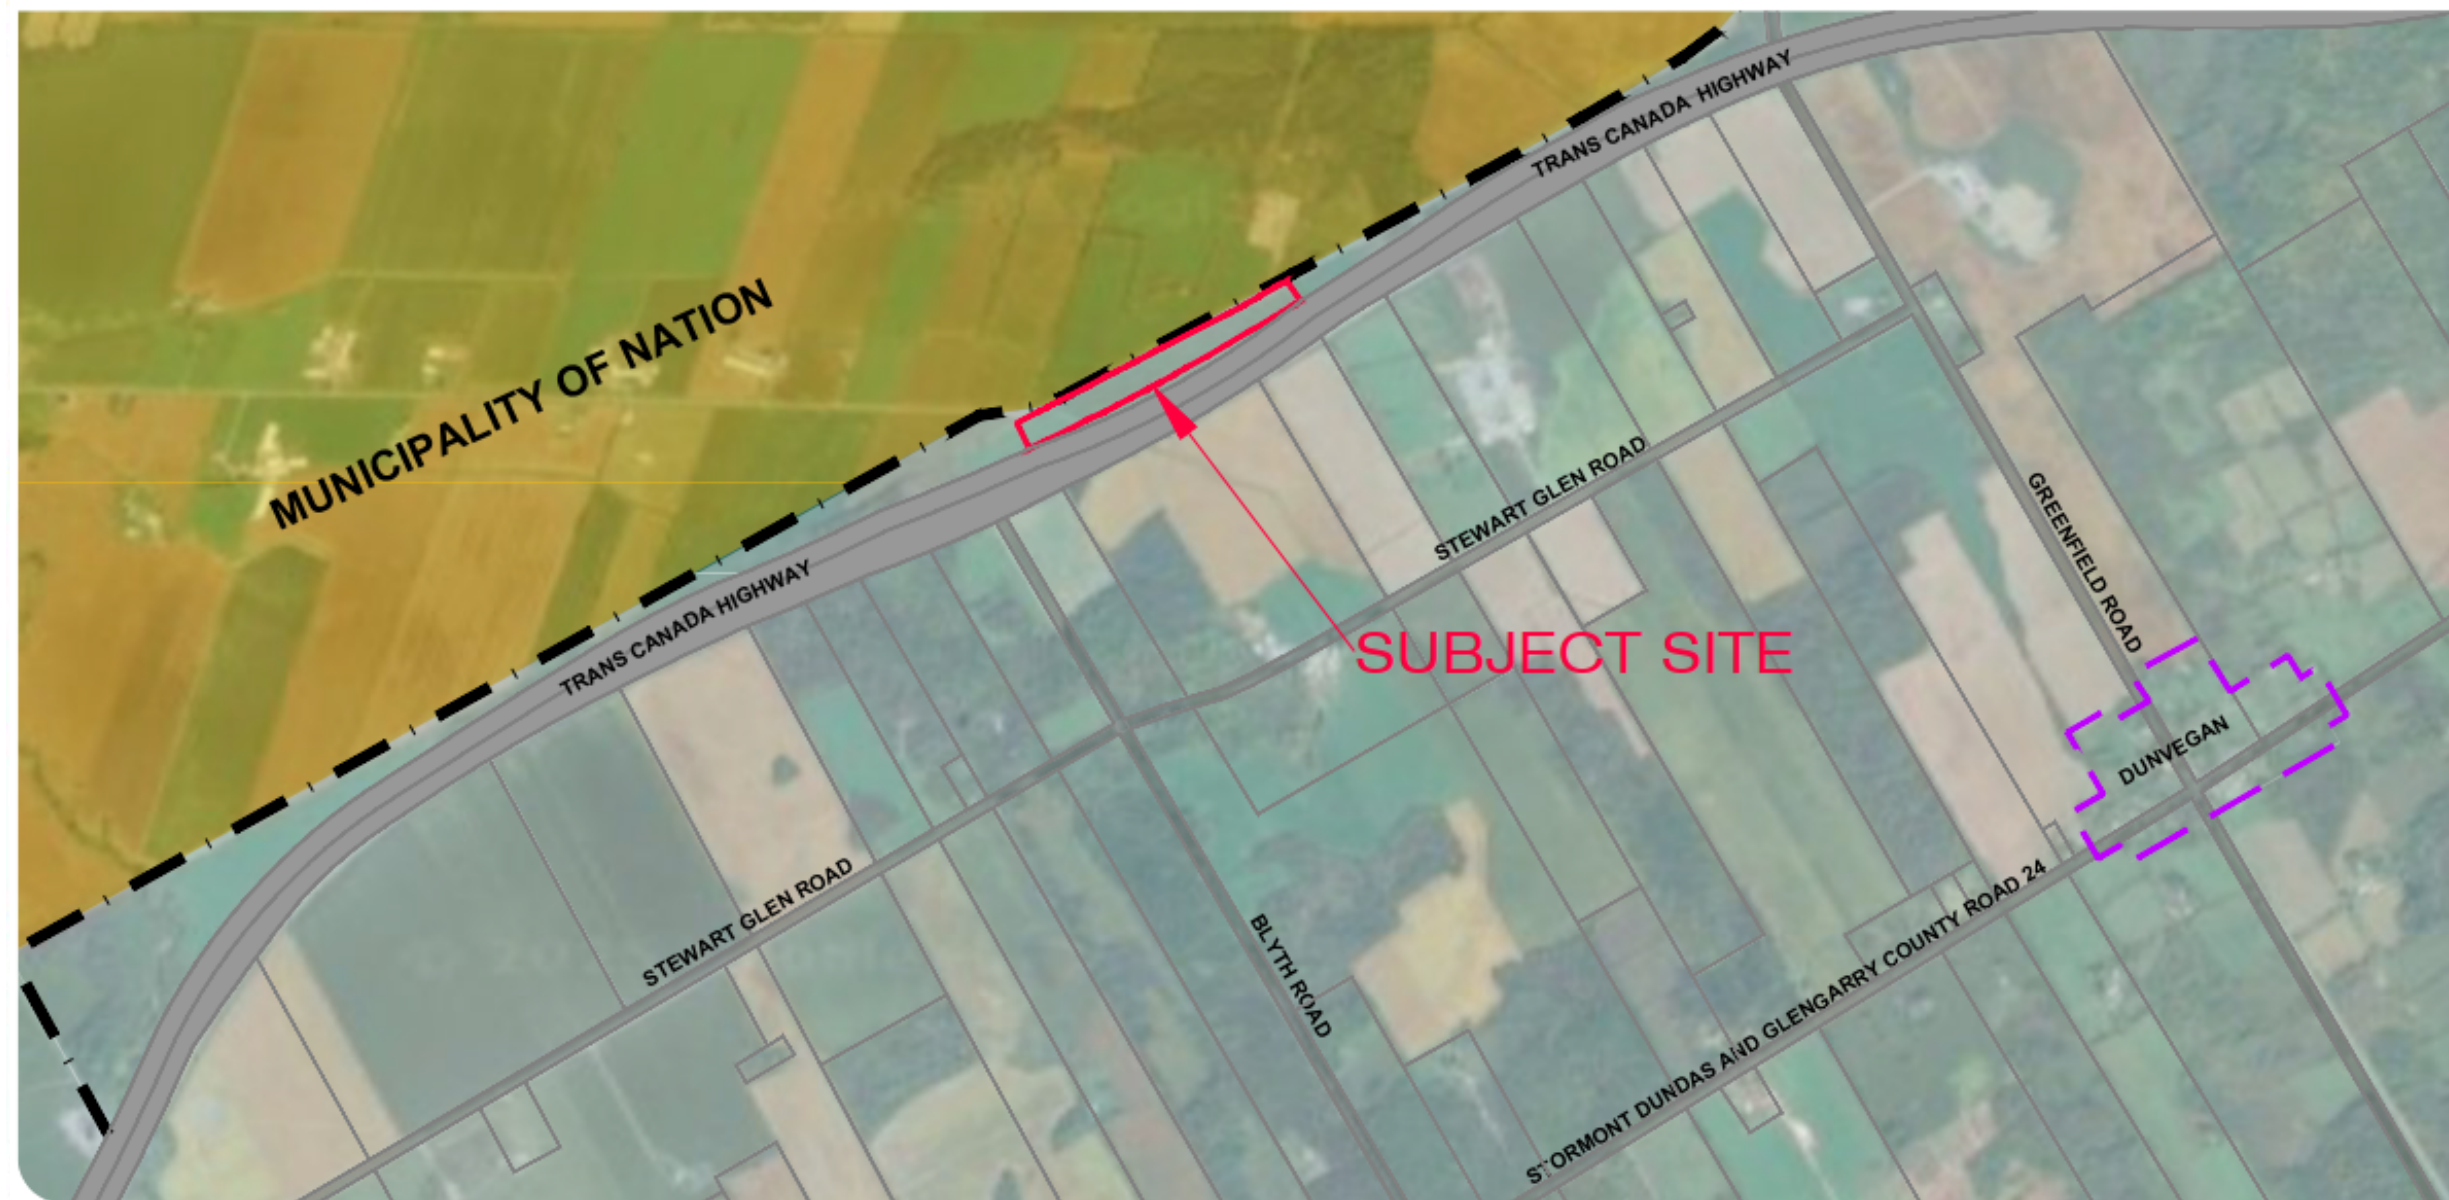 TRANS CANADA HIGHWAY
MUNICIPALITY OF NATION
STEWART GLEN ROAD
GREENFIELD ROAD
TRANS CANADA HIGHWAY
SUBJECT SITE
DUNVEGAN
STEWART GLEN ROAD
BLYTH ROAD
STORMONT DUNDAS AND GLENGARRY COUNTY ROAD 24